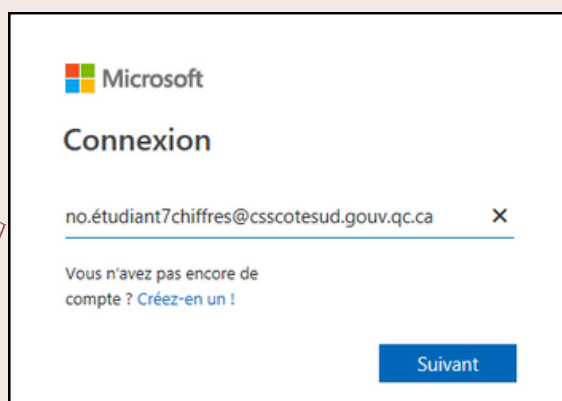 Microsoft
Connexion
no.étudiant7chiffres@csscotesud.gouv.qc.ca ✕
Vous n'avez pas encore de
compte ? Créez-en un !
Suivant